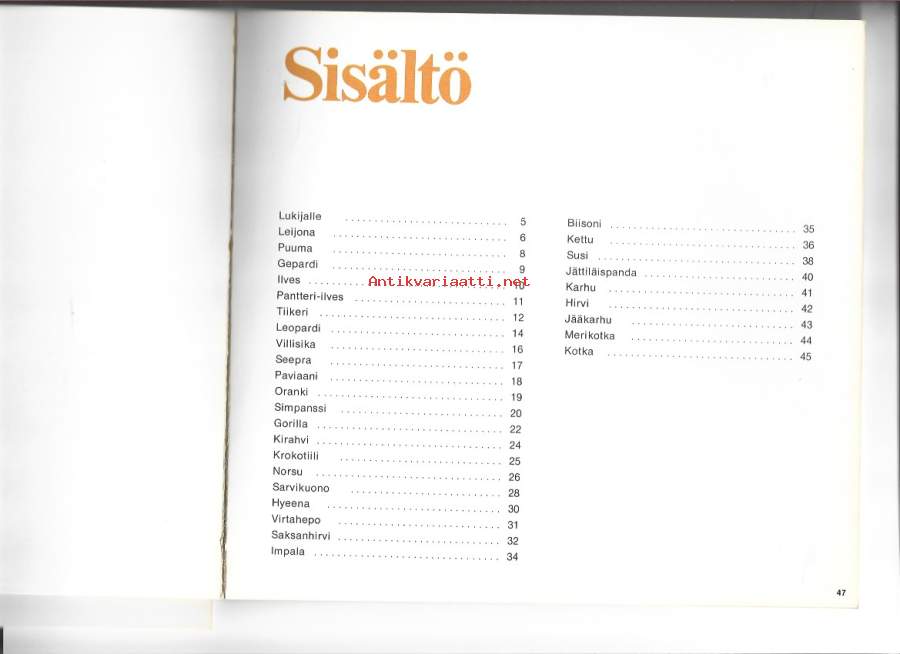 Sisältö
Lukijalle ............................ 5
Leijona ............................ 6
Puuma ............................ 8
Gepardi ............................ 9
Ilves ............................ 10
Antikvariaatti.net
Pantteri-ilves ............................ 11
Tiikeri ............................ 12
Leopardi ............................ 14
Villisika ............................ 16
Seepra ............................ 17
Paviaani ............................ 18
Oranki ............................ 19
Simpanssi ............................ 20
Gorilla ............................ 22
Kirahvi ............................ 24
Krokotiili ............................ 25
Norsu ............................ 26
Sarvikuono ............................ 28
Hyeena ............................ 30
Virtahepo ............................ 31
Saksanhirvi ............................ 32
Impala ............................ 34
Biisoni ............................ 35
Kettu ............................ 36
Susi ............................ 38
Jättiläispanda ............................ 40
Karhu ............................ 41
Hirvi ............................ 42
Jääkarhu ............................ 43
Merikotka ............................ 44
Kotka ............................ 45
47